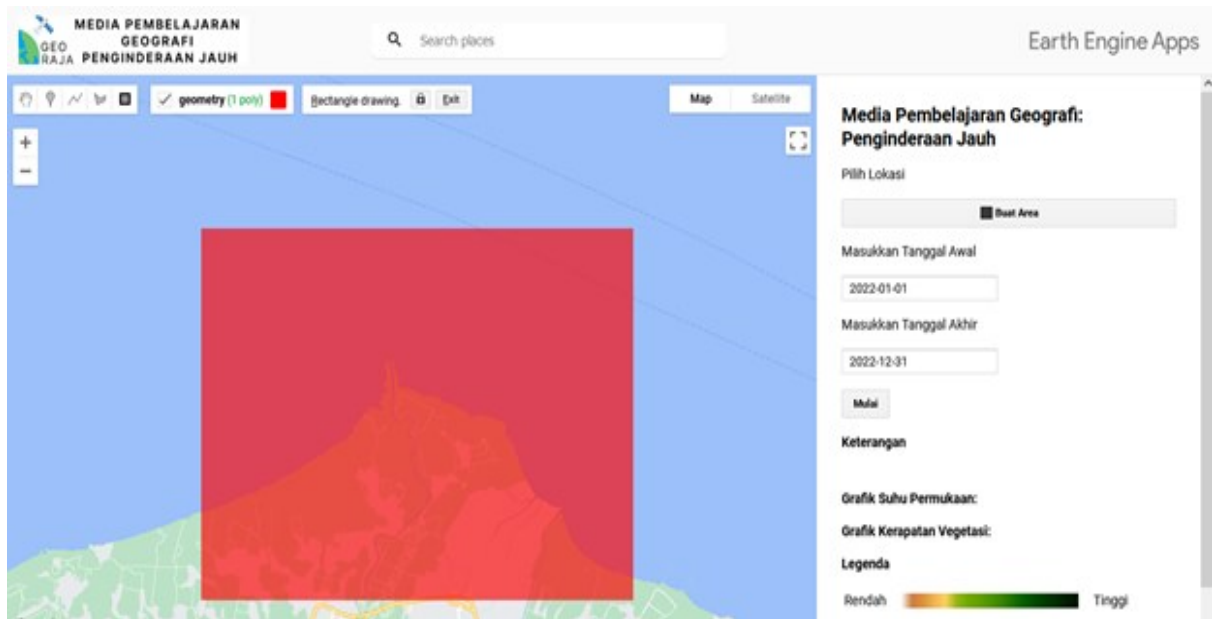 MEDIA PEMBELAJARAN
GEOGRAFI
PENGINDERAAN JAUH
GEO
RAJA
Search places
Earth Engine Apps
geometry (1 poly)
Rectangle drawing.
Exit
Map
Satellite
+
−
Media Pembelajaran Geografi:
Penginderaan Jauh
Pilih Lokasi
Buat Area
Masukkan Tanggal Awal
2022-01-01
Masukkan Tanggal Akhir
2022-12-31
Mulai
Keterangan
Grafik Suhu Permukaan:
Grafik Kerapatan Vegetasi:
Legenda
Rendah
Tinggi